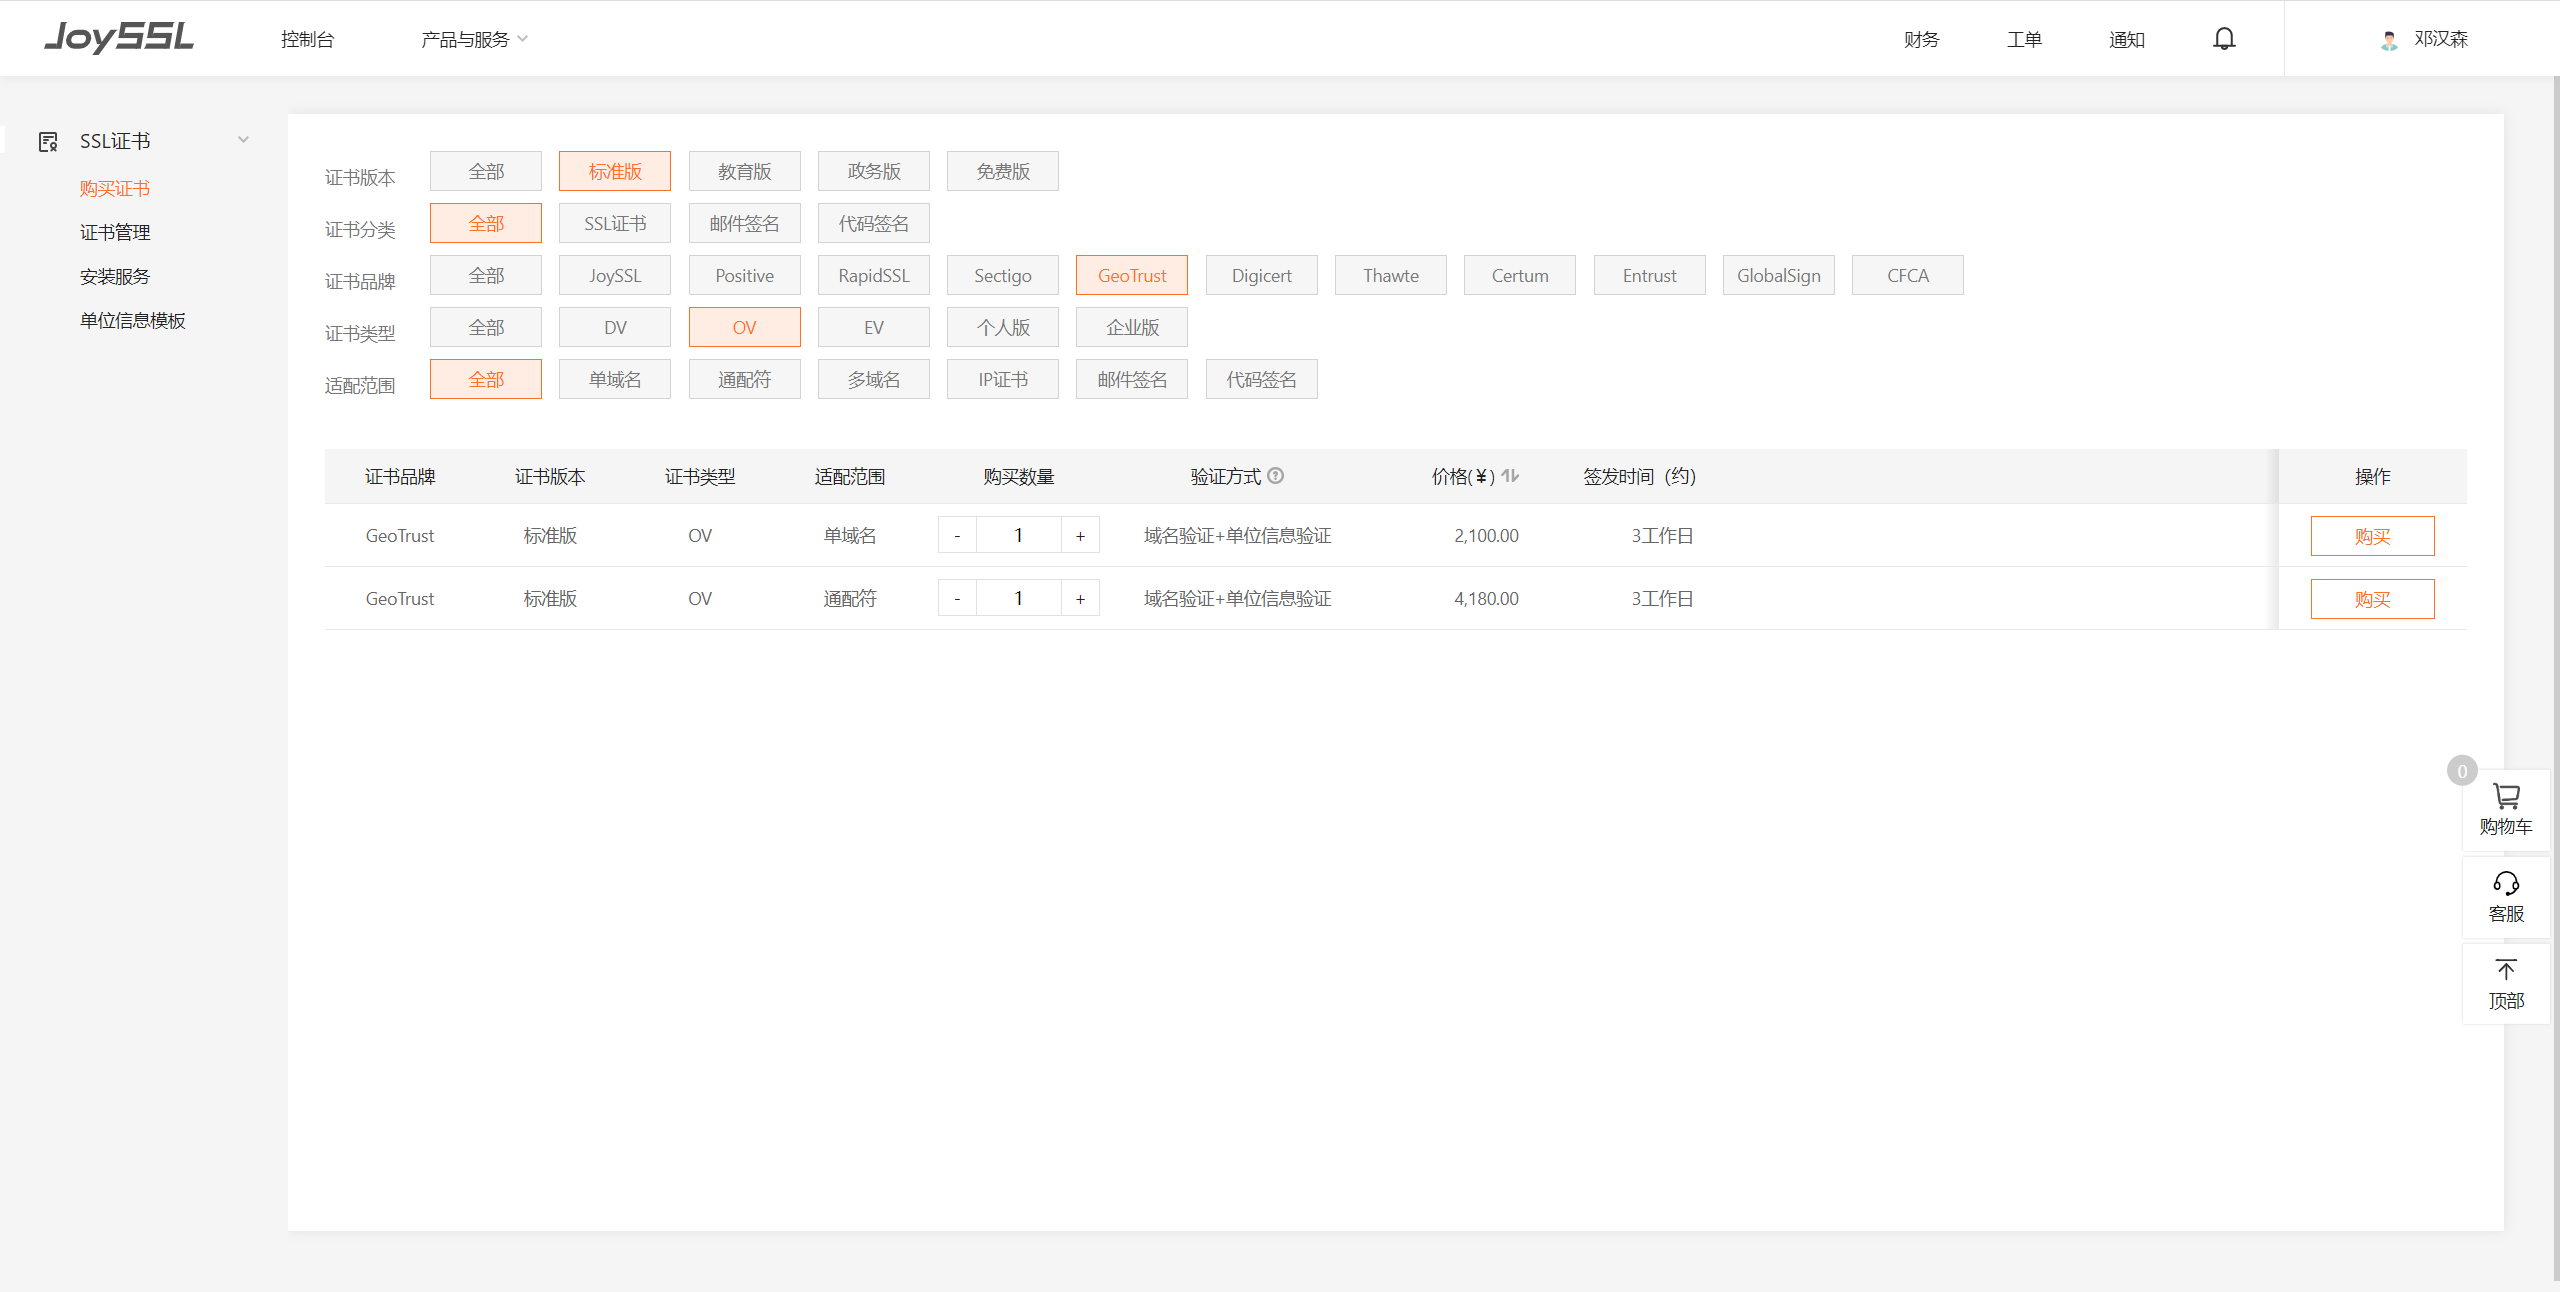 JoySSL 控制台 产品与服务 财务 工单 通知 邓汉森
SSL证书
购买证书
证书管理
安装服务
单位信息模板
证书版本 全部 标准版 教育版 政务版 免费版
证书分类 全部 SSL证书 邮件签名 代码签名
证书品牌 全部 JoySSL Positive RapidSSL Sectigo GeoTrust Digicert Thawte Certum Entrust GlobalSign CFCA
证书类型 全部 DV OV EV 个人版 企业版
适配范围 全部 单域名 通配符 多域名 IP证书 邮件签名 代码签名
证书品牌 证书版本 证书类型 适配范围 购买数量 验证方式 ? 价格(¥) 签发时间（约） 操作
GeoTrust 标准版 OV 单域名 - 1 + 域名验证+单位信息验证 2,100.00 3工作日 购买
GeoTrust 标准版 OV 通配符 - 1 + 域名验证+单位信息验证 4,180.00 3工作日 购买
0
购物车
客服
顶部